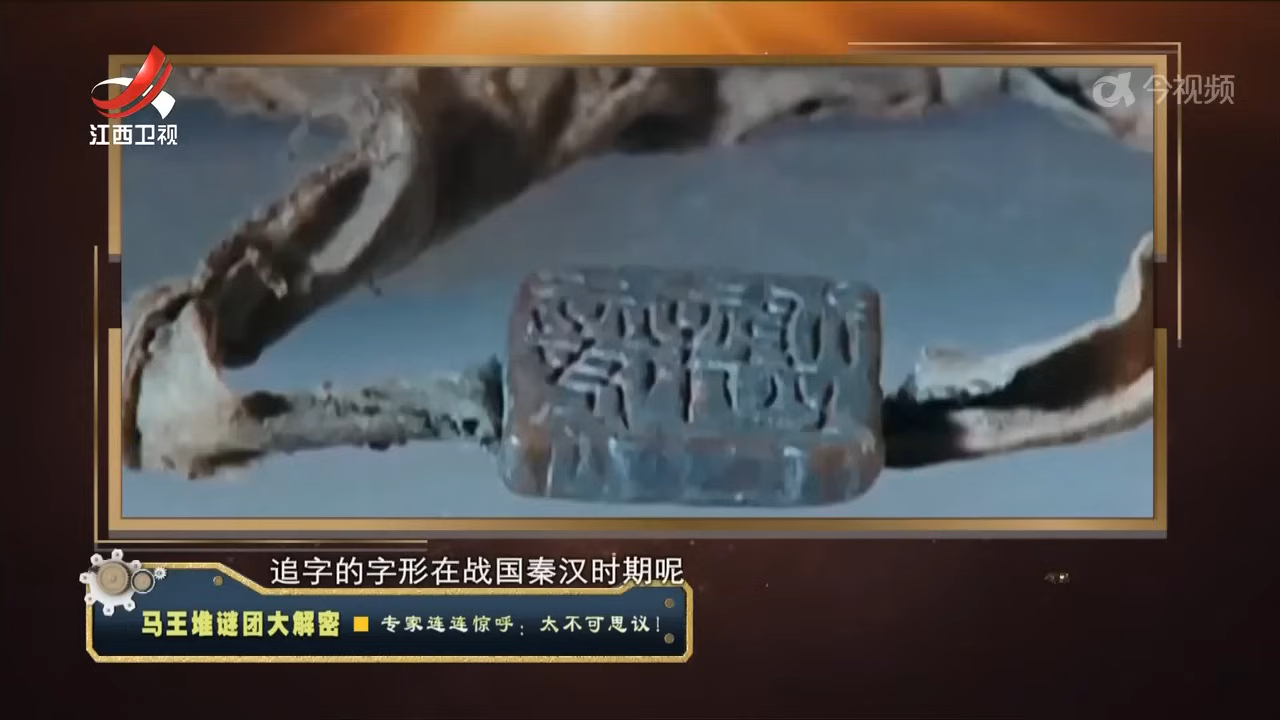 江西卫视
今视频
追字的字形在战国秦汉时期呢
马王堆谜团大解密 专家连连惊呼：太不可思议！